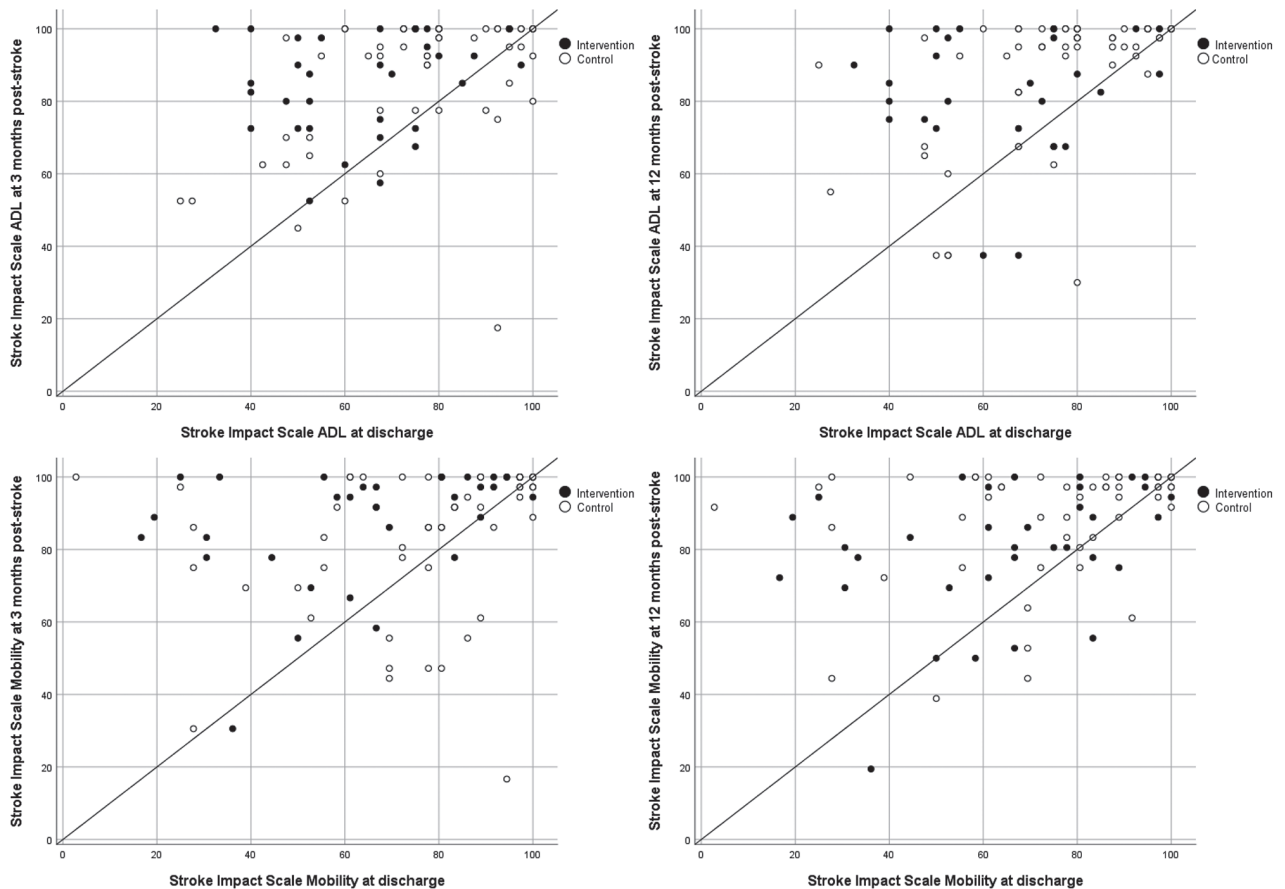 Strokc Impact Scale ADL at 3 months post-stroke
100
80
60
40
20
0
0 20 40 60 80 100
Stroke Impact Scale ADL at discharge
Intervention
Control
Stroke Impact Scale ADL at 12 months post-stroke
100
80
60
40
20
0
0 20 40 60 80 100
Stroke Impact Scale ADL at discharge
Intervention
Control
Stroke Impact Scale Mobility at 3 months post-stroke
100
80
60
40
20
0
0 20 40 60 80 100
Stroke Impact Scale Mobility at discharge
Intervention
Control
Stroke Impact Scale Mobility at 12 months post-stroke
100
80
60
40
20
0
0 20 40 60 80 100
Stroke Impact Scale Mobility at discharge
Intervention
Control